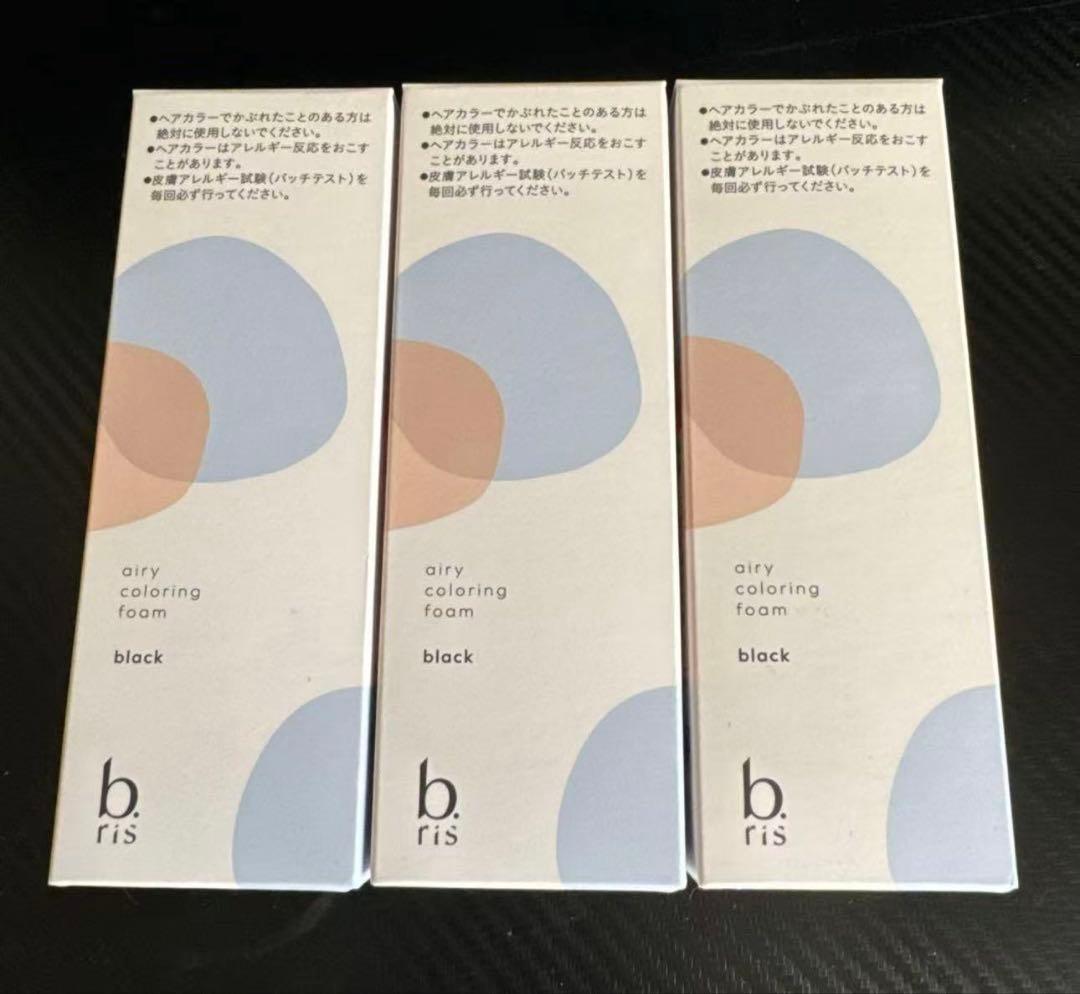 ●ヘアカラーでかぶれたことのある方は
絶対に使用しないでください。
●ヘアカラーはアレルギー反応をおこす
ことがあります。
●皮膚アレルギー試験(パッチテスト)を
毎回必ず行ってください。
airy
coloring
foam
black
b.
ris
●ヘアカラーでかぶれたことのある方は
絶対に使用しないでください。
●ヘアカラーはアレルギー反応をおこす
ことがあります。
●皮膚アレルギー試験(パッチテスト)を
毎回必ず行ってください。
airy
coloring
foam
black
b.
ris
●ヘアカラーでかぶれたことのある方は
絶対に使用しないでください。
●ヘアカラーはアレルギー反応をおこす
ことがあります。
●皮膚アレルギー試験(パッチテスト)を
毎回必ず行ってください。
airy
coloring
foam
black
b.
ris